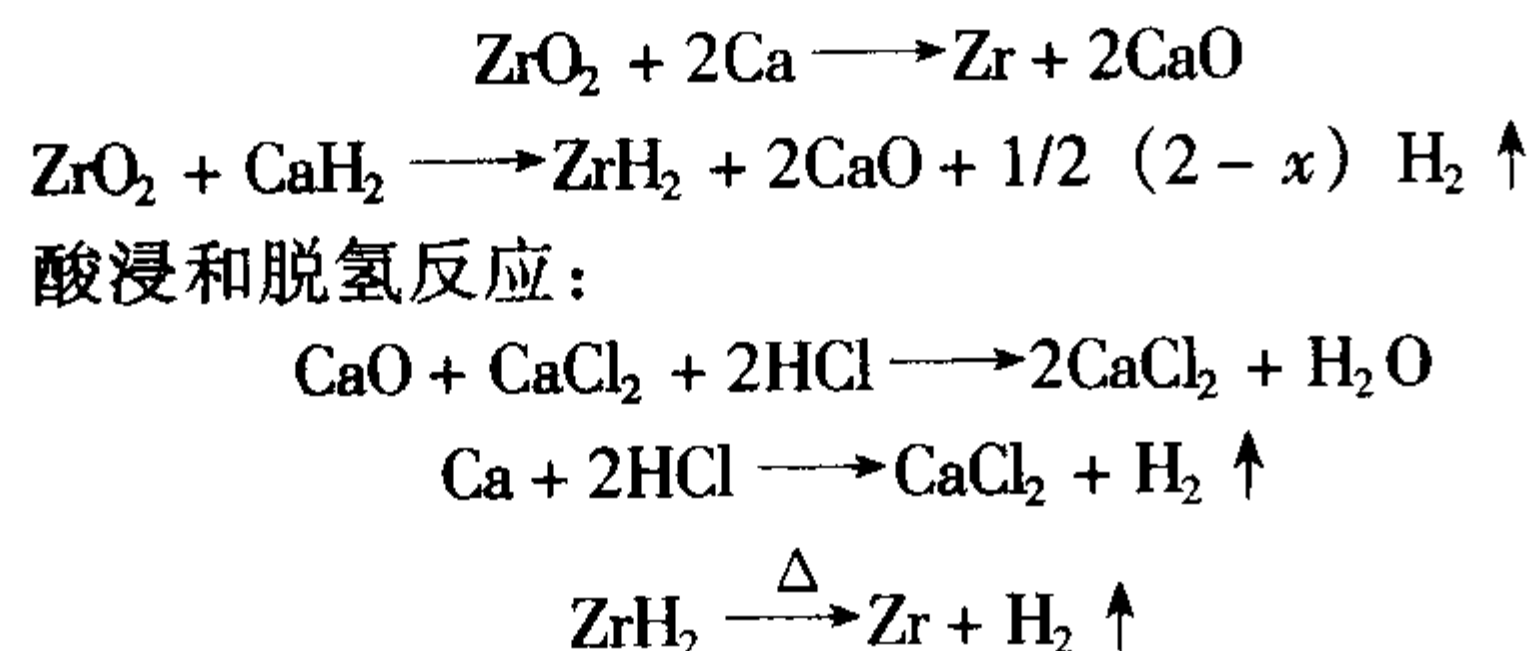 ZrO₂ + 2Ca ⟶ Zr + 2CaO
ZrO₂ + CaH₂ ⟶ ZrH₂ + 2CaO + 1/2 (2 − x) H₂ ↑
酸浸和脱氢反应：
CaO + CaCl₂ + 2HCl ⟶ 2CaCl₂ + H₂O
Ca + 2HCl ⟶ CaCl₂ + H₂ ↑
ZrH₂ —Δ→ Zr + H₂ ↑